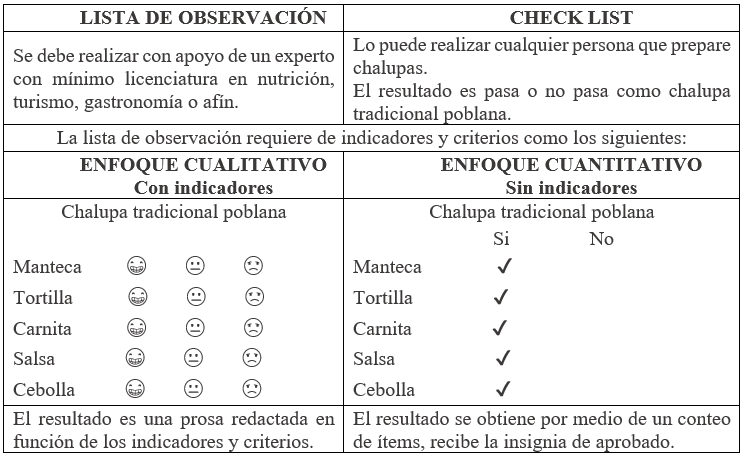 LISTA DE OBSERVACIÓN
CHECK LIST
Se debe realizar con apoyo de un experto
con mínimo licenciatura en nutrición,
turismo, gastronomía o afín.
Lo puede realizar cualquier persona que prepare
chalupas.
El resultado es pasa o no pasa como chalupa
tradicional poblana.
La lista de observación requiere de indicadores y criterios como los siguientes:
ENFOQUE CUALITATIVO
Con indicadores
ENFOQUE CUANTITATIVO
Sin indicadores
Chalupa tradicional poblana
Manteca 😁 😐 😟
Tortilla 😁 😐 😟
Carnita 😁 😐 😟
Salsa 😁 😐 😟
Cebolla 😁 😐 😟
Chalupa tradicional poblana
Si No
Manteca ✓
Tortilla ✓
Carnita ✓
Salsa ✓
Cebolla ✓
El resultado es una prosa redactada en
función de los indicadores y criterios.
El resultado se obtiene por medio de un conteo
de ítems, recibe la insignia de aprobado.